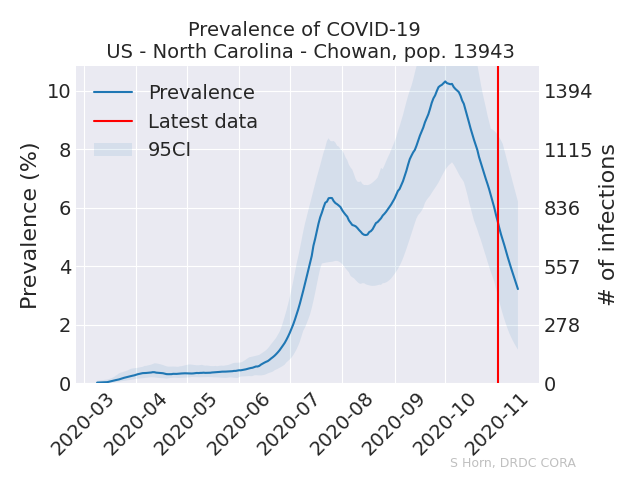 Prevalence of COVID-19
US - North Carolina - Chowan, pop. 13943
Prevalence
Latest data
95CI
Prevalence (%)
10
8
6
4
2
0
1394
1115
836
557
278
0
# of infections
2020-03
2020-04
2020-05
2020-06
2020-07
2020-08
2020-09
2020-10
2020-11
S Horn, DRDC CORA